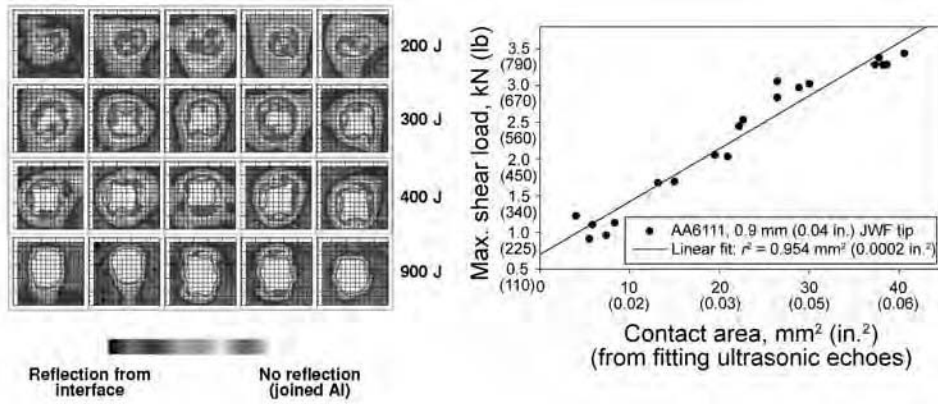 200 J
300 J
400 J
900 J
Reflection from
interface
No reflection
(joined Al)
Max. shear load, kN (lb)
3.5
(790)
3.0
(670)
2.5
(560)
2.0
(450)
1.5
(340)
1.0
(225)
0.5
(110)
0
10
(0.02)
20
(0.03)
30
(0.05)
40
(0.06)
AA6111, 0.9 mm (0.04 in.) JWF tip
Linear fit: r² = 0.954 mm² (0.0002 in.²)
Contact area, mm² (in.²)
(from fitting ultrasonic echoes)